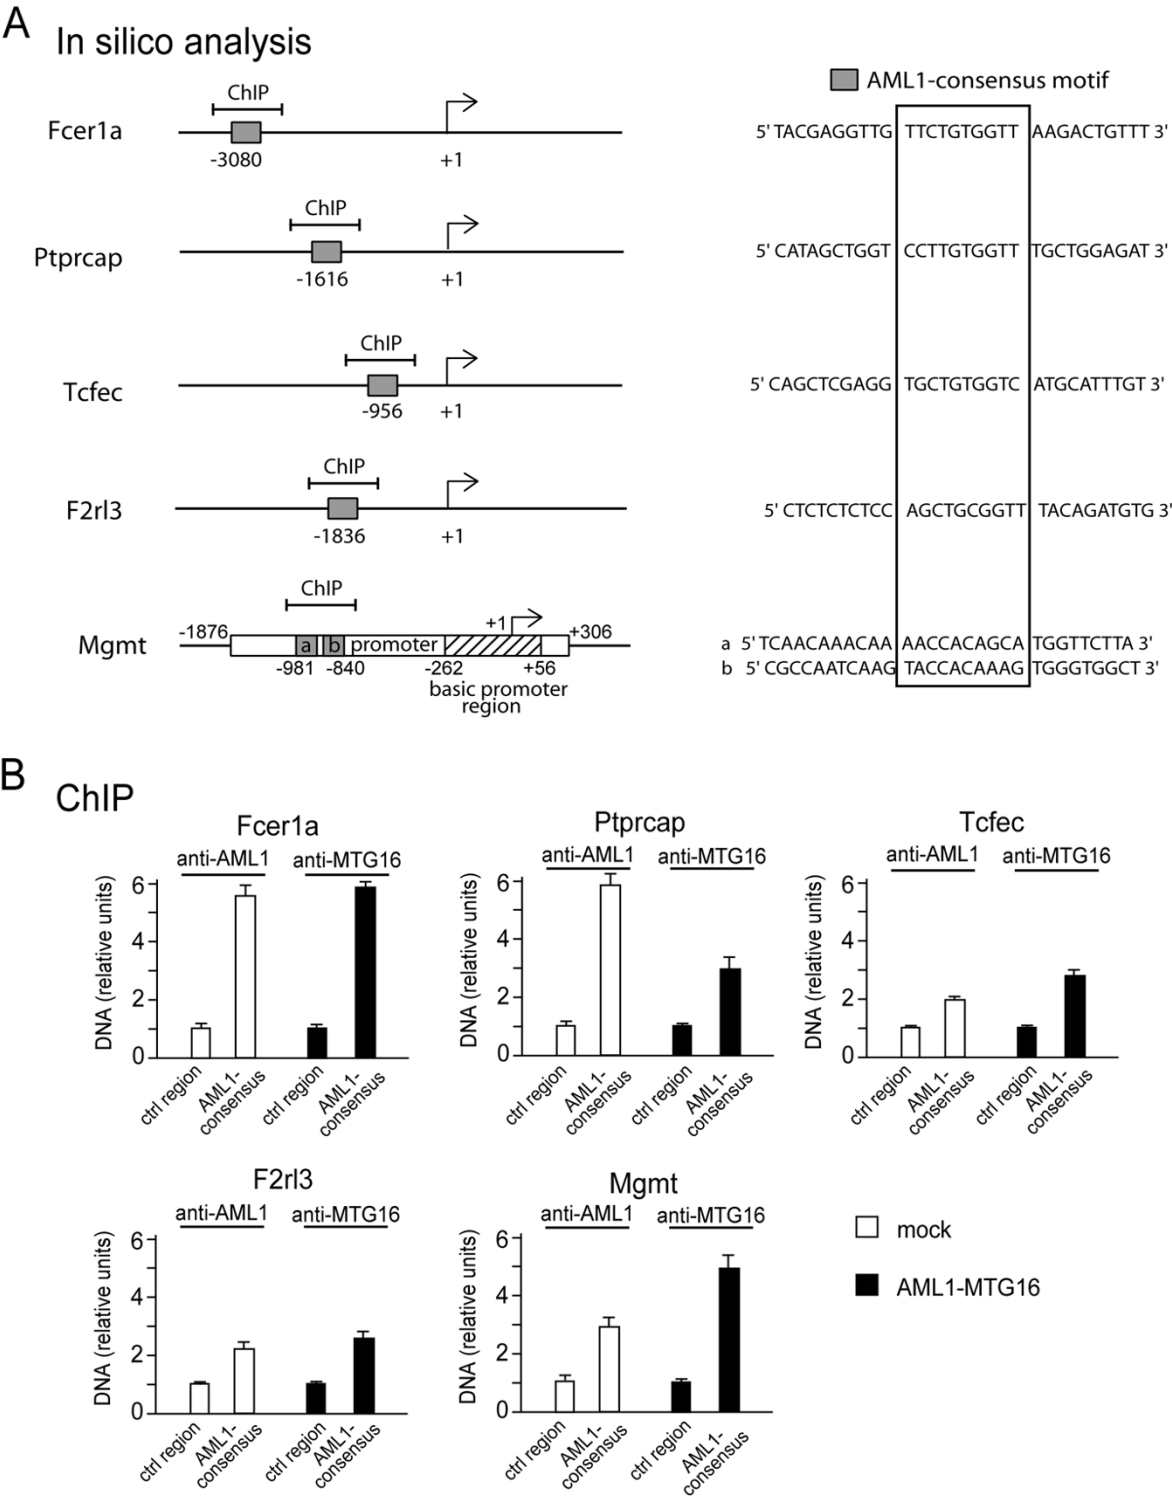 A
In silico analysis
AML1-consensus motif
ChIP
Fcer1a
-3080
+1
5' TACGAGGTTG TTCTGTGGTT AAGACTGTTT 3'
ChIP
Ptprcap
-1616
+1
5' CATAGCTGGT CCTTGTGGTT TGCTGGAGAT 3'
ChIP
Tcfec
-956
+1
5' CAGCTCGAGG TGCTGTGGTC ATGCATTTGT 3'
ChIP
F2rl3
-1836
+1
5' CTCTCTCTCC AGCTGCGGTT TACAGATGTG 3'
ChIP
Mgmt
-1876
a
b
promoter
+1
+306
-981
-840
-262
+56
basic promoter
region
a 5' TCAACAAACAA AACCACAGCA TGGTTCTTA 3'
b 5' CGCCAATCAAG TACCACAAAG TGGGTGGCT 3'
B
ChIP
Fcer1a
anti-AML1 anti-MTG16
DNA (relative units)
6
4
2
0
ctrl region
AML1-
consensus
ctrl region
AML1-
consensus
Ptprcap
anti-AML1 anti-MTG16
DNA (relative units)
6
4
2
0
ctrl region
AML1-
consensus
ctrl region
AML1-
consensus
Tcfec
anti-AML1 anti-MTG16
DNA (relative units)
6
4
2
0
ctrl region
AML1-
consensus
ctrl region
AML1-
consensus
F2rl3
anti-AML1 anti-MTG16
DNA (relative units)
6
4
2
0
ctrl region
AML1-
consensus
ctrl region
AML1-
consensus
Mgmt
anti-AML1 anti-MTG16
DNA (relative units)
6
4
2
0
ctrl region
AML1-
consensus
ctrl region
AML1-
consensus
mock
AML1-MTG16